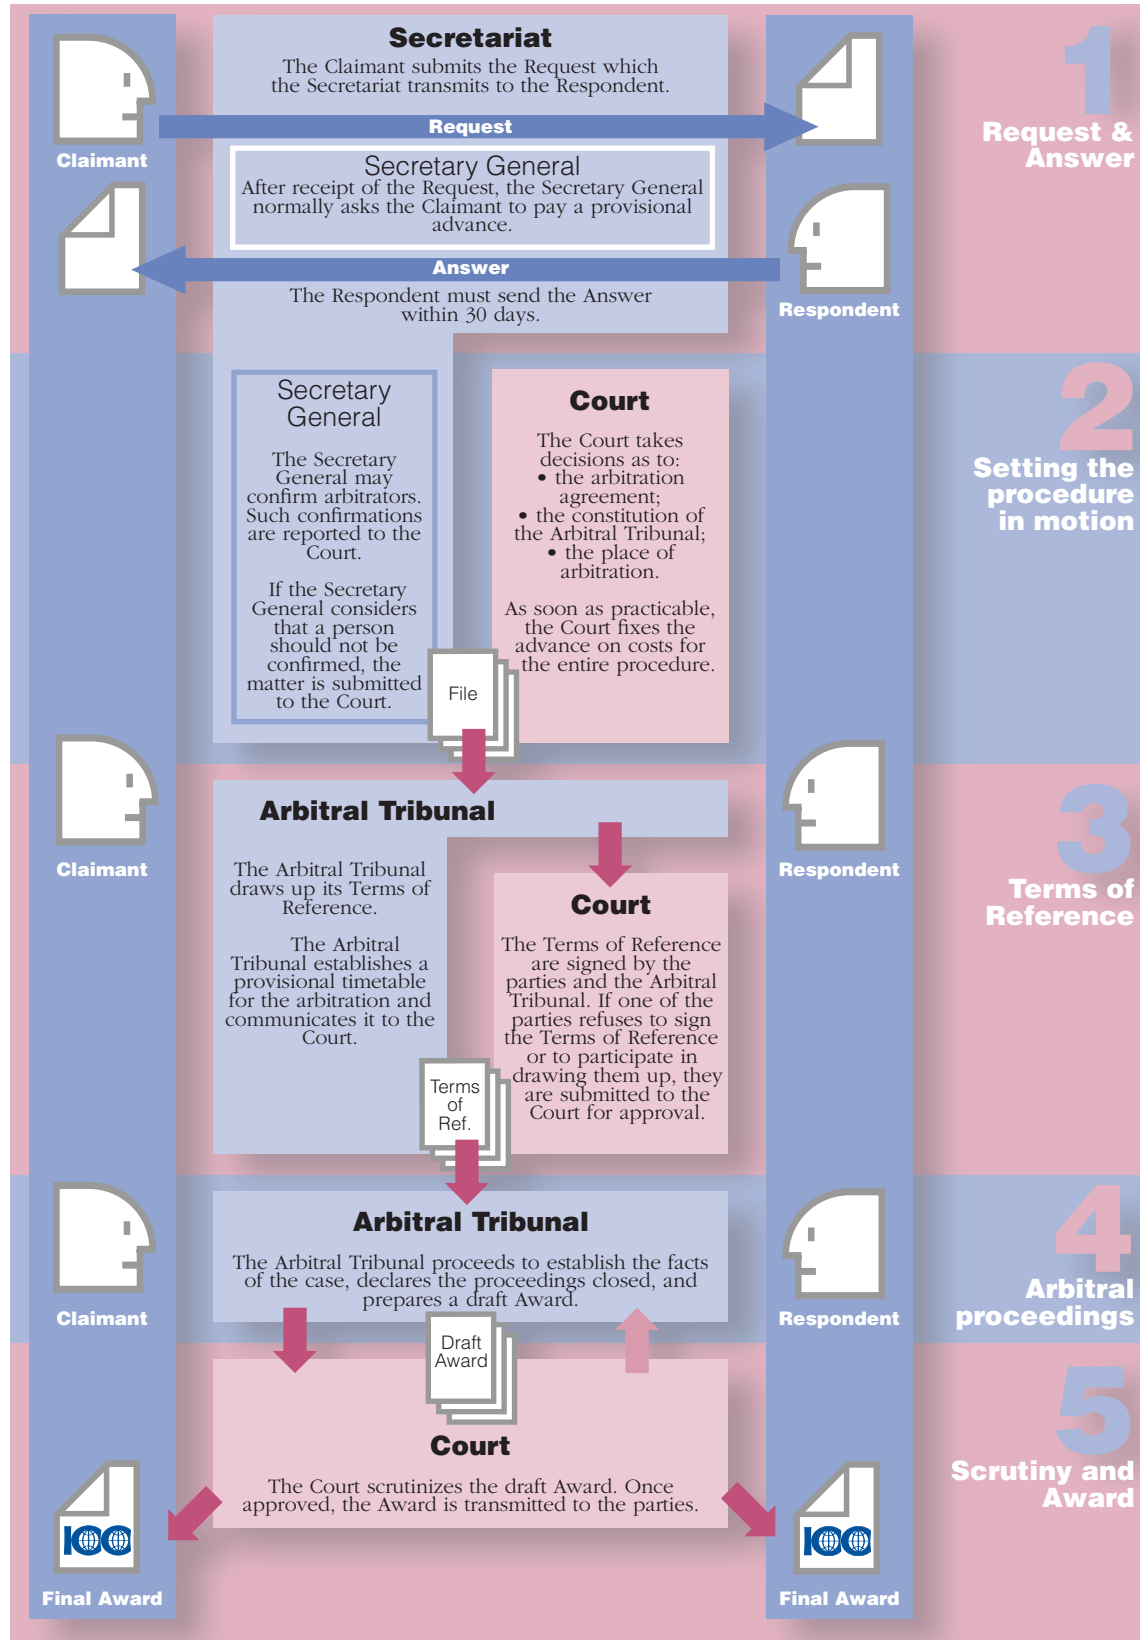 Secretariat
The Claimant submits the Request which
the Secretariat transmits to the Respondent.
Request
Claimant
1
Request &
Answer
Secretary General
After receipt of the Request, the Secretary General
normally asks the Claimant to pay a provisional
advance.
Answer
The Respondent must send the Answer
within 30 days.
Respondent
2
Setting the
procedure
in motion
Secretary
General
The Secretary
General may
confirm arbitrators.
Such confirmations
are reported to the
Court.
If the Secretary
General considers
that a person
should not be
confirmed, the
matter is submitted
to the Court.
Court
The Court takes
decisions as to:
• the arbitration
agreement;
• the constitution of
the Arbitral Tribunal;
• the place of
arbitration.
As soon as practicable,
the Court fixes the
advance on costs for
the entire procedure.
File
3
Terms of
Reference
Claimant
Respondent
Arbitral Tribunal
The Arbitral Tribunal
draws up its Terms of
Reference.
The Arbitral
Tribunal establishes a
provisional timetable
for the arbitration and
communicates it to the
Court.
Court
The Terms of Reference
are signed by the
parties and the Arbitral
Tribunal. If one of the
parties refuses to sign
the Terms of Reference
or to participate in
drawing them up, they
are submitted to the
Court for approval.
Terms
of
Ref.
4
Arbitral
proceedings
Arbitral Tribunal
The Arbitral Tribunal proceeds to establish the facts
of the case, declares the proceedings closed, and
prepares a draft Award.
Claimant
Respondent
Draft
Award
5
Scrutiny and
Award
Court
The Court scrutinizes the draft Award. Once
approved, the Award is transmitted to the parties.
ICC
Final Award
ICC
Final Award